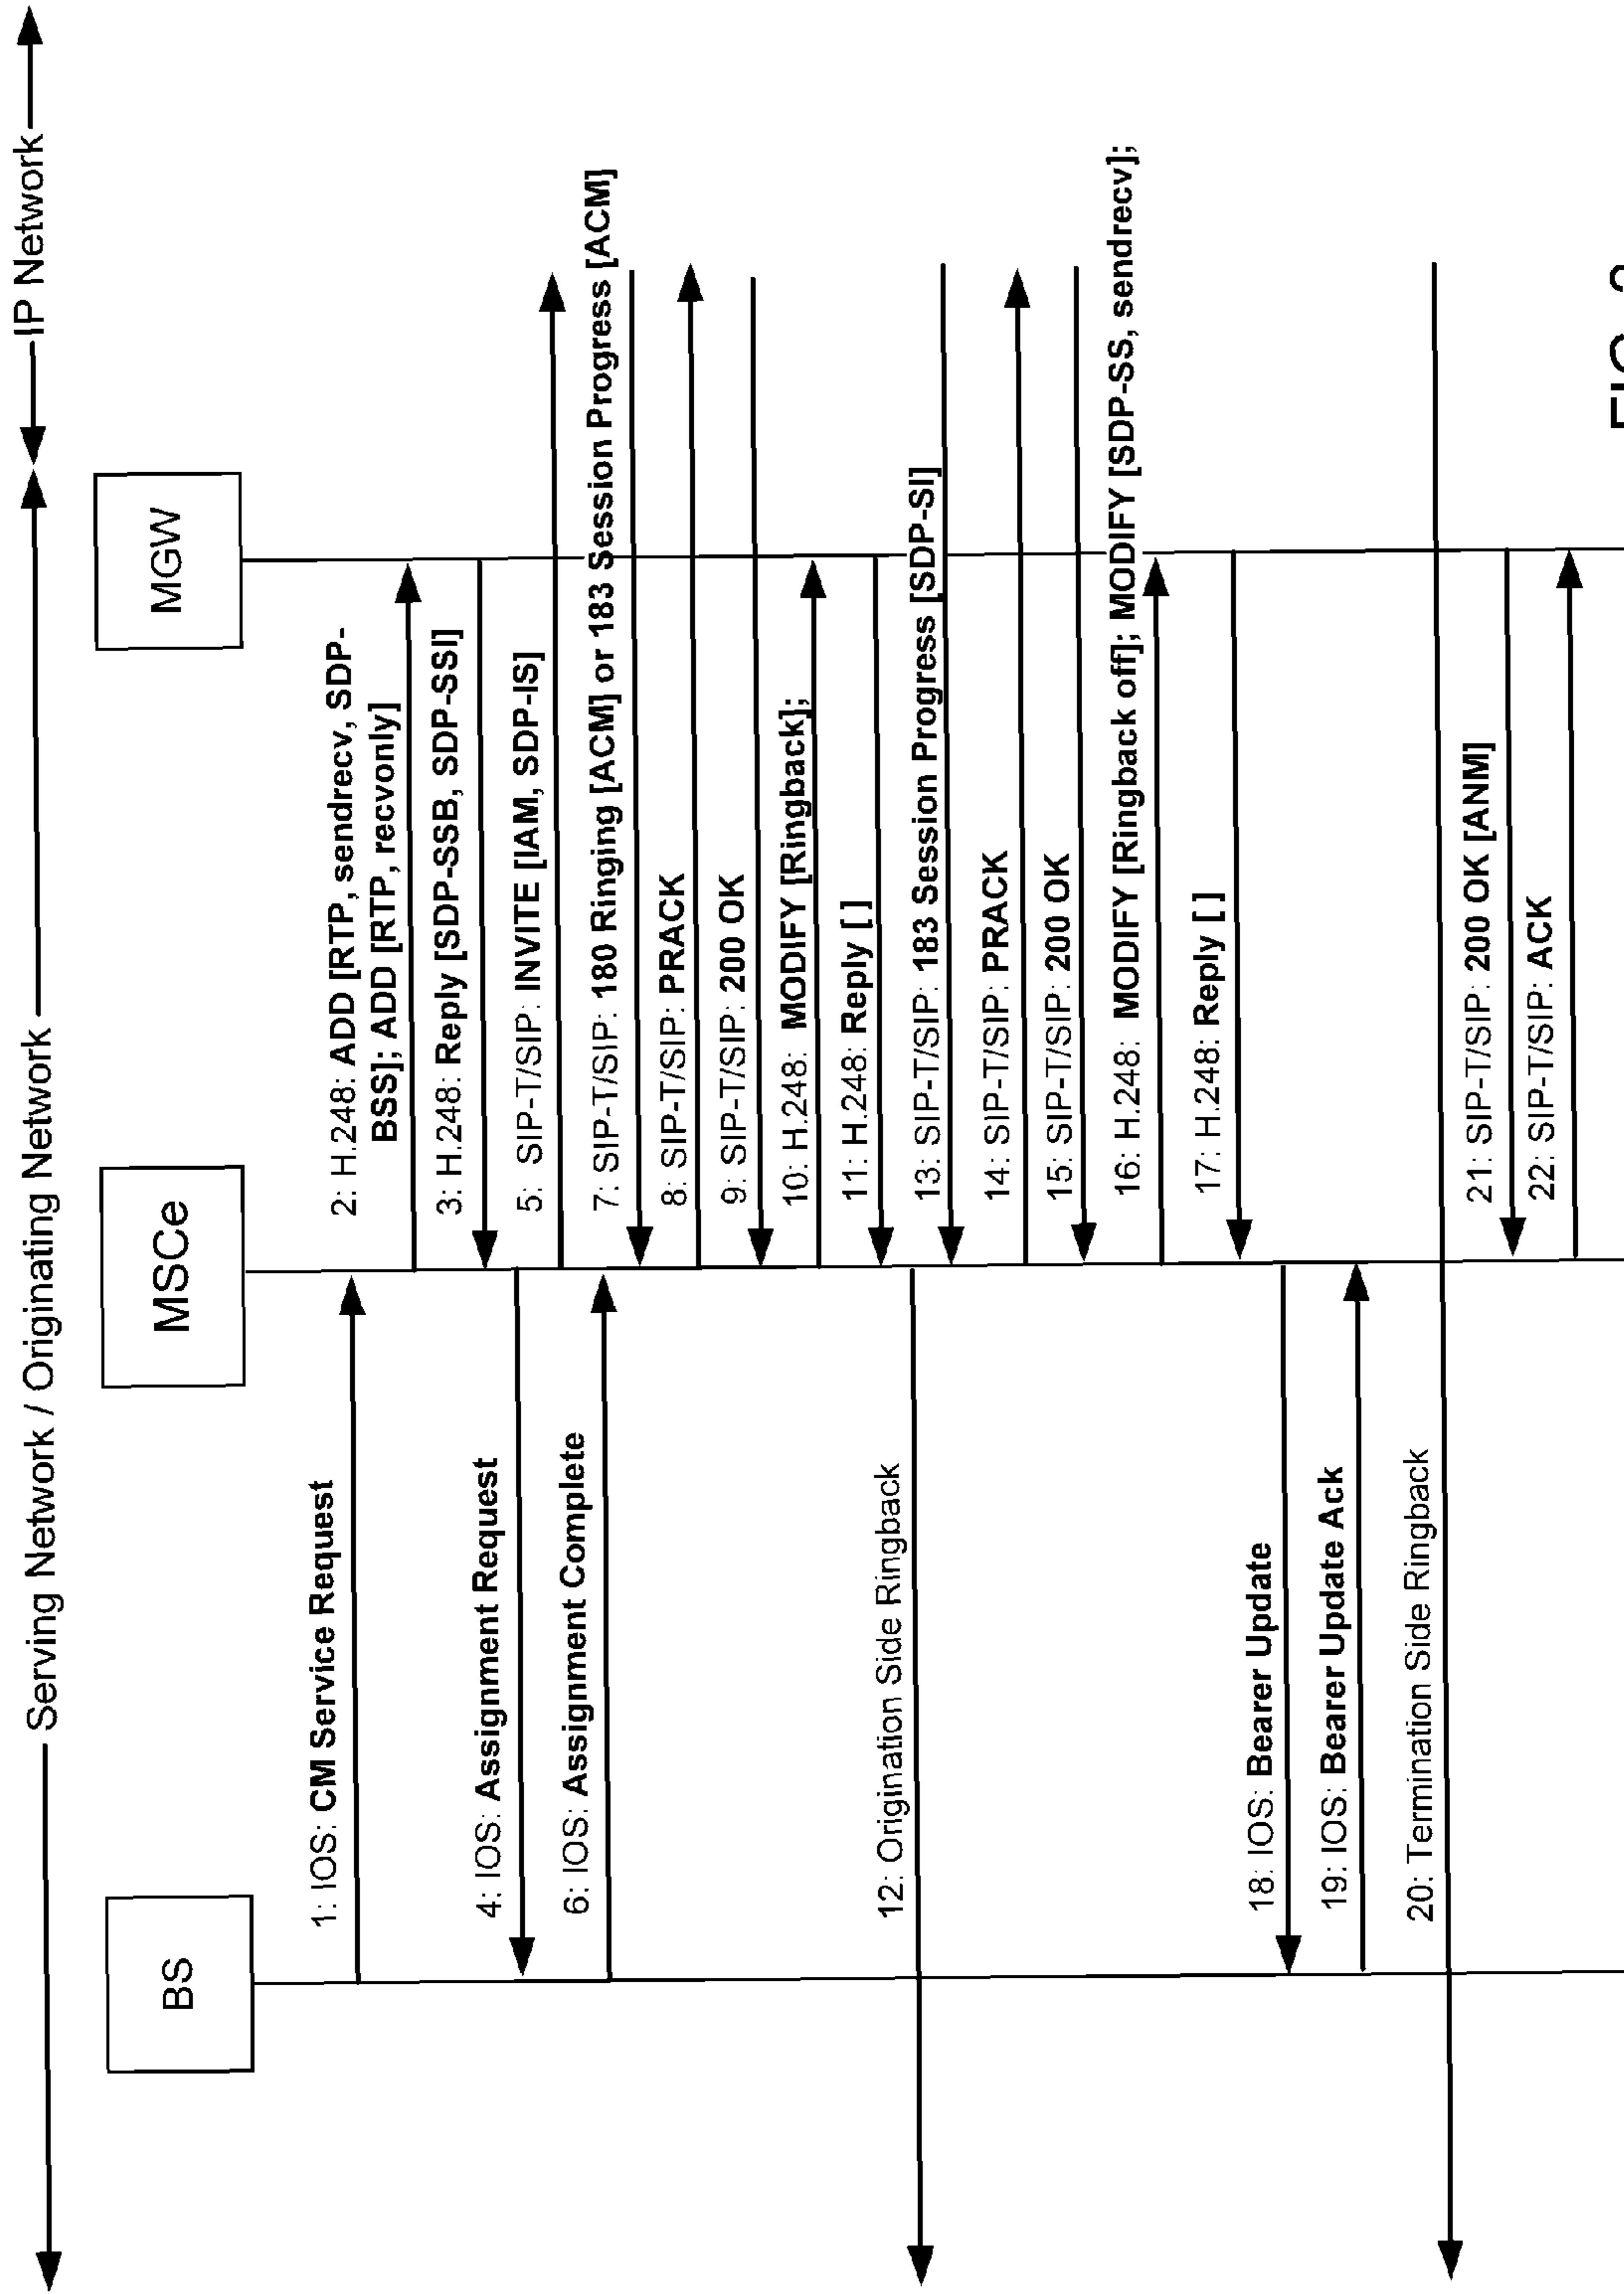 Serving Network / Originating Network
IP Network
BS
MSCe
MGW
1: IOS: CM Service Request
2: H.248: ADD [RTP, sendrecv, SDP-
BSS]; ADD [RTP, recvonly]
3: H.248: Reply [SDP-SSB, SDP-SSI]
4: IOS: Assignment Request
5: SIP-T/SIP: INVITE [IAM, SDP-IS]
6: IOS: Assignment Complete
7: SIP-T/SIP: 180 Ringing [ACM] or 183 Session Progress [ACM]
8: SIP-T/SIP: PRACK
9: SIP-T/SIP: 200 OK
10: H.248: MODIFY [Ringback];
11: H.248: Reply [ ]
12: Origination Side Ringback
13: SIP-T/SIP: 183 Session Progress [SDP-SI]
14: SIP-T/SIP: PRACK
15: SIP-T/SIP: 200 OK
16: H.248: MODIFY [Ringback off]; MODIFY [SDP-SS, sendrecv];
17: H.248: Reply [ ]
18: IOS: Bearer Update
19: IOS: Bearer Update Ack
20: Termination Side Ringback
21: SIP-T/SIP: 200 OK [ANM]
22: SIP-T/SIP: ACK